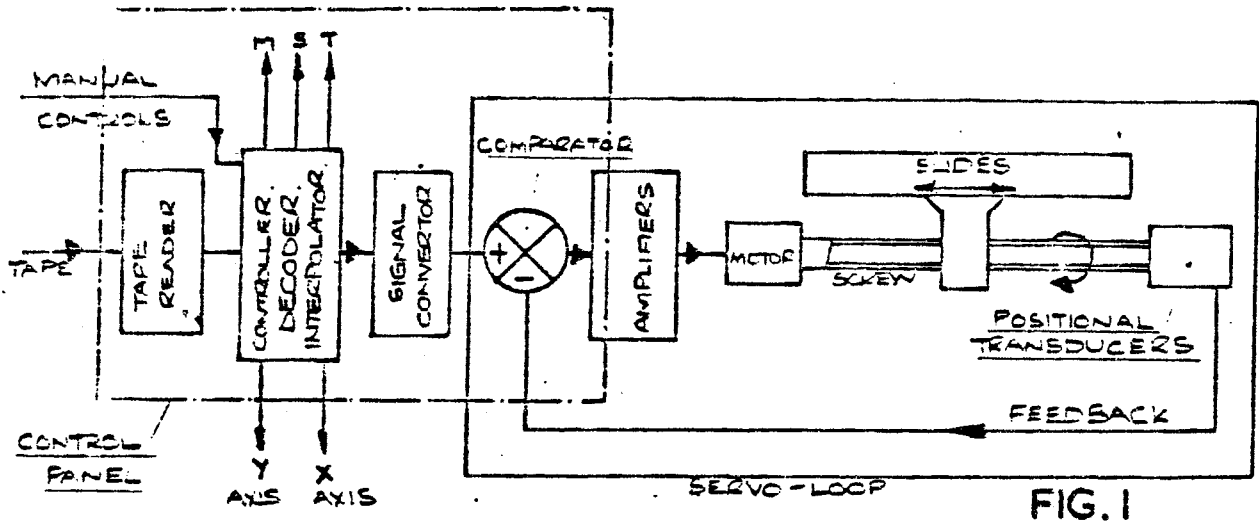 M S T
MANUAL
CONTROLS
COMPARATOR
SLIDES
TAPE
TAPE
READER
CONTROLLER.
DECODER.
INTERPOLATOR.
SIGNAL
CONVERTOR
+
-
AMPLIFIERS
MOTOR
SCREW
POSITIONAL
TRANSDUCERS
FEEDBACK
CONTROL
PANEL
Y
AXIS
X
AXIS
SERVO-LOOP
FIG.1